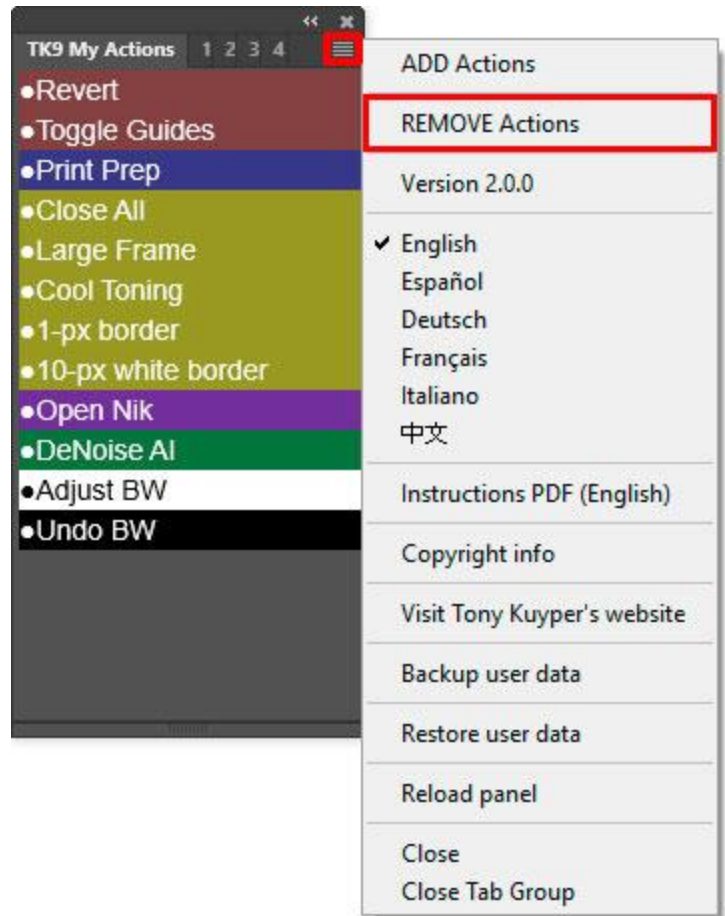 TK9 My Actions 1 2 3 4
●Revert
●Toggle Guides
●Print Prep
●Close All
●Large Frame
●Cool Toning
●1-px border
●10-px white border
●Open Nik
●DeNoise AI
●Adjust BW
●Undo BW
ADD Actions
REMOVE Actions
Version 2.0.0
✔ English
Español
Deutsch
Français
Italiano
中文
Instructions PDF (English)
Copyright info
Visit Tony Kuyper's website
Backup user data
Restore user data
Reload panel
Close
Close Tab Group